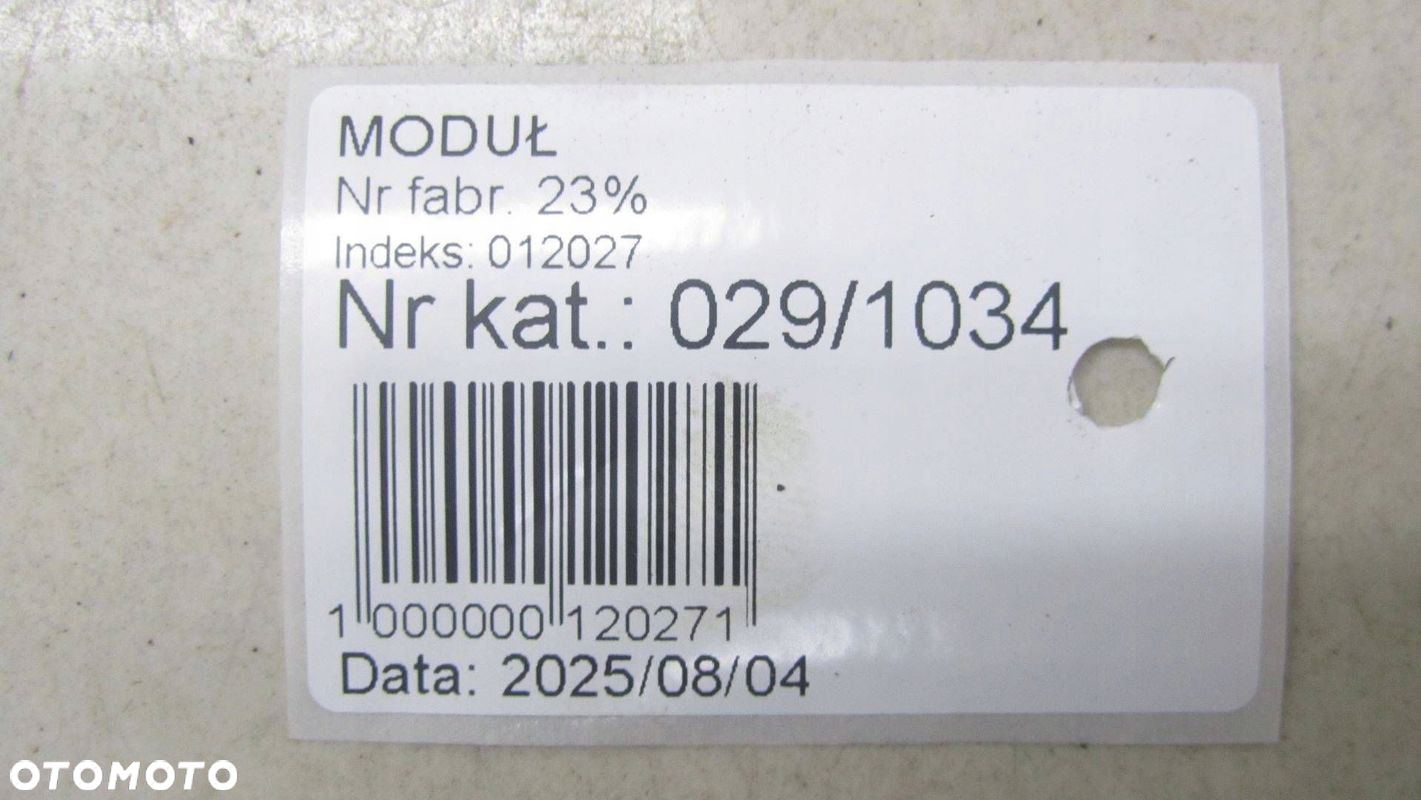 MODUŁ
Nr fabr. 23%
Indeks: 012027
Nr kat.: 029/1034
1 000000 120271
Data: 2025/08/04
OTOMOTO